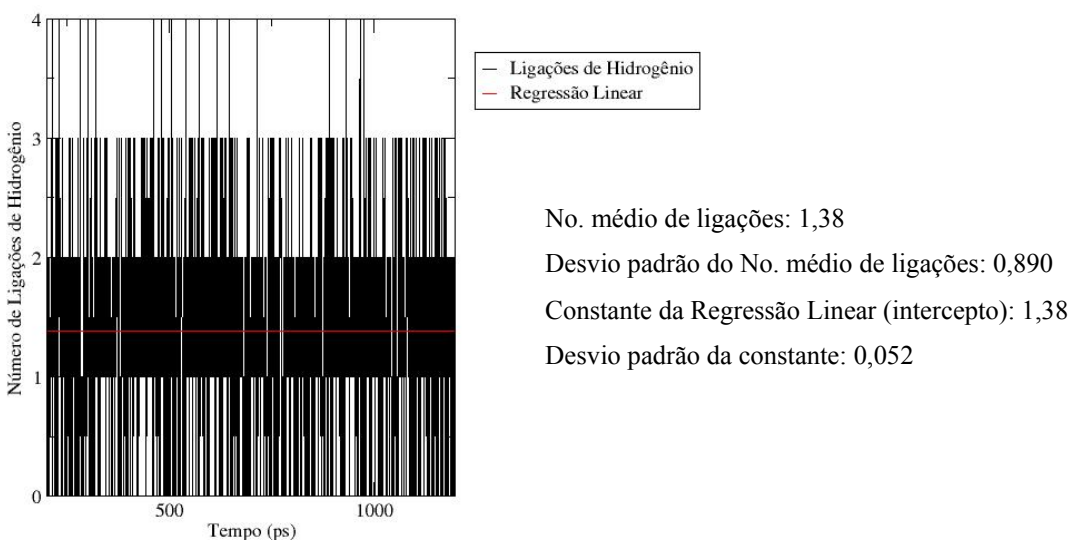 4
3
2
1
0
Número de Ligações de Hidrogênio
500
1000
Tempo (ps)
Ligações de Hidrogênio
Regressão Linear
No. médio de ligações: 1,38
Desvio padrão do No. médio de ligações: 0,890
Constante da Regressão Linear (intercepto): 1,38
Desvio padrão da constante: 0,052